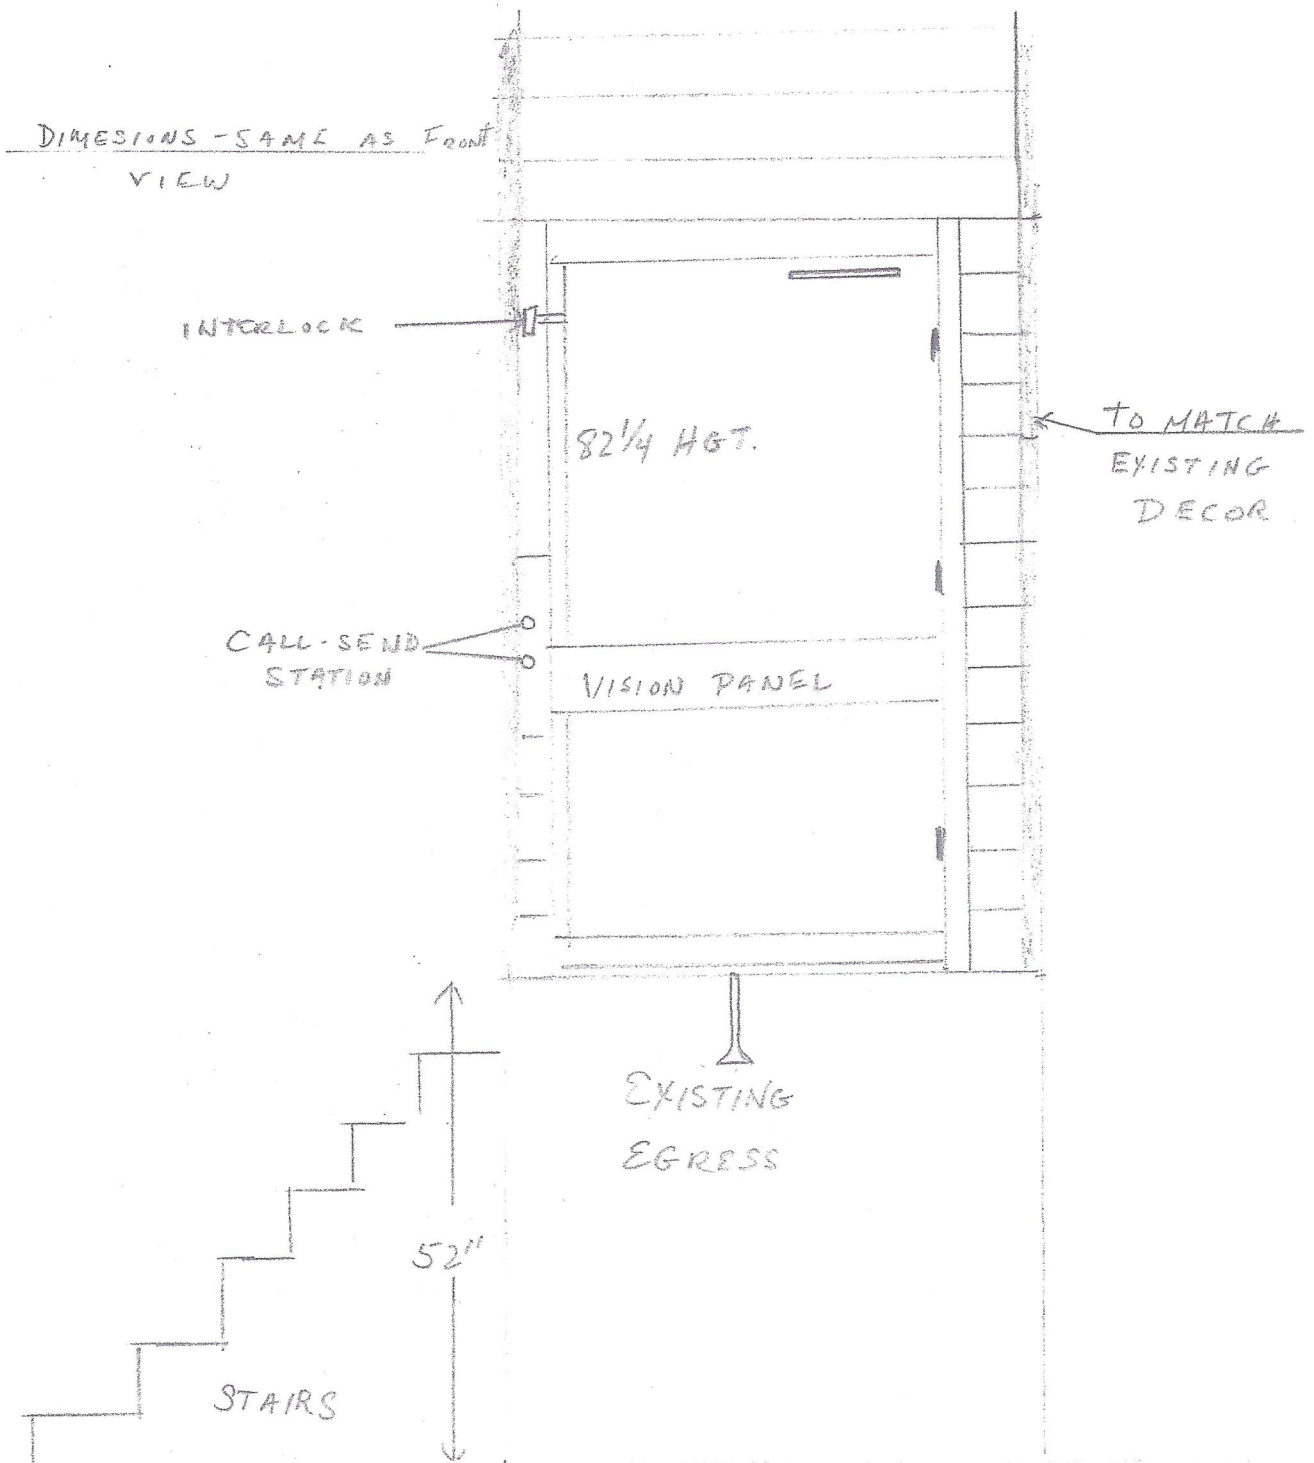 DIMESIONS - SAME AS FRONT
VIEW
INTERLOCK
82 1/4 HGT.
TO MATCH
EXISTING
DECOR
CALL-SEND
STATION
VISION PANEL
EXISTING
EGRESS
52"
STAIRS